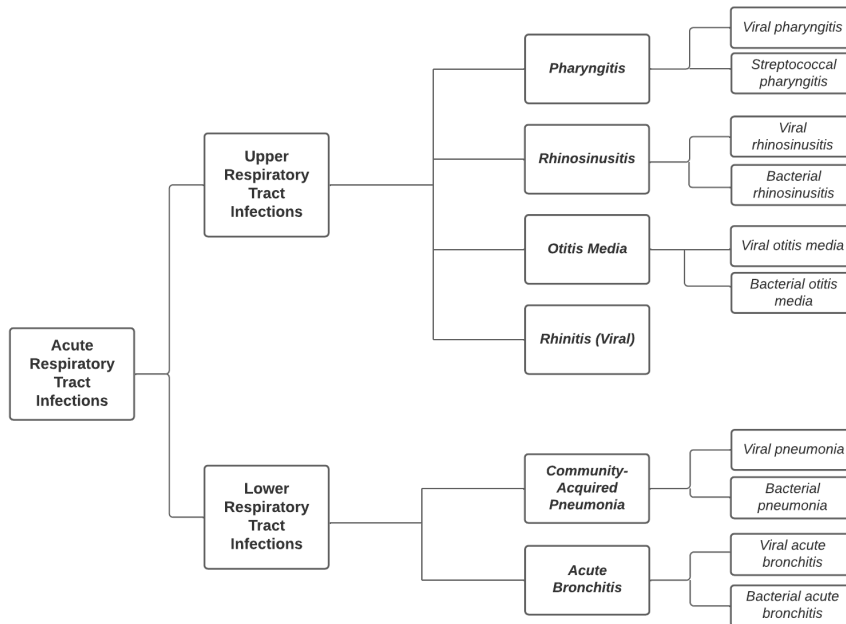 Acute
Respiratory
Tract
Infections
Upper
Respiratory
Tract
Infections
Pharyngitis
Viral pharyngitis
Streptococcal
pharyngitis
Rhinosinusitis
Viral
rhinosinusitis
Bacterial
rhinosinusitis
Otitis Media
Viral otitis media
Bacterial otitis
media
Rhinitis (Viral)
Lower
Respiratory
Tract
Infections
Community-
Acquired
Pneumonia
Viral pneumonia
Bacterial
pneumonia
Acute
Bronchitis
Viral acute
bronchitis
Bacterial acute
bronchitis